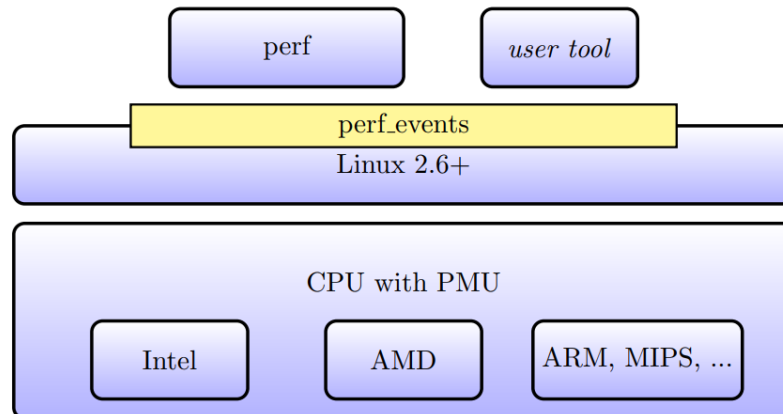 perf
user tool
perf_events
Linux 2.6+
CPU with PMU
Intel
AMD
ARM, MIPS, ...